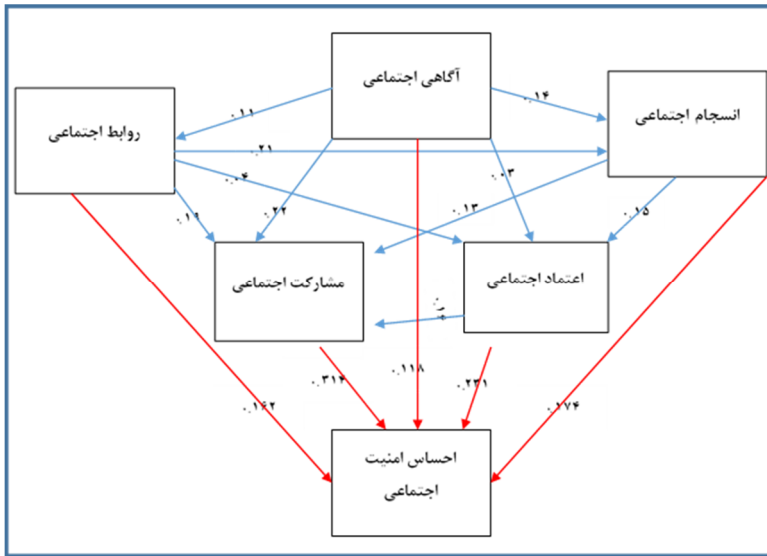 آگاهی اجتماعی
انسجام اجتماعی
روابط اجتماعی
۰.۱۱
۰.۱۴
۰.۲۱
۰.۰۴
۰.۰۳
۰.۱۹
۰.۲۲
۰.۱۳
۰.۱۵
مشارکت اجتماعی
اعتماد اجتماعی
۰.۳۱۴
۰.۱۱۸
۰.۲۳۱
۰.۱۶۲
۰.۱۷۴
احساس امنیت
اجتماعی